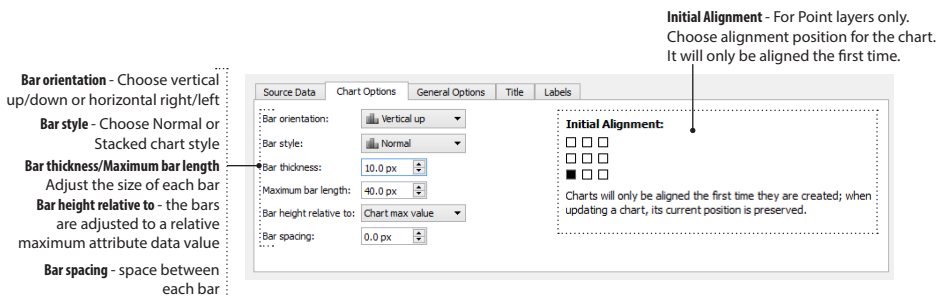 Initial Alignment - For Point layers only.
Choose alignment position for the chart.
It will only be aligned the first time.
Bar orientation - Choose vertical
up/down or horizontal right/left
Bar style - Choose Normal or
Stacked chart style
Bar thickness/Maximum bar length
Adjust the size of each bar
Bar height relative to - the bars
are adjusted to a relative
maximum attribute data value
Bar spacing - space between
each bar
Source Data Chart Options General Options Title Labels
Bar orientation: Vertical up
Bar style: Normal
Bar thickness: 10.0 px
Maximum bar length: 40.0 px
Bar height relative to: Chart max value
Bar spacing: 0.0 px
Initial Alignment:
Charts will only be aligned the first time they are created; when
updating a chart, its current position is preserved.